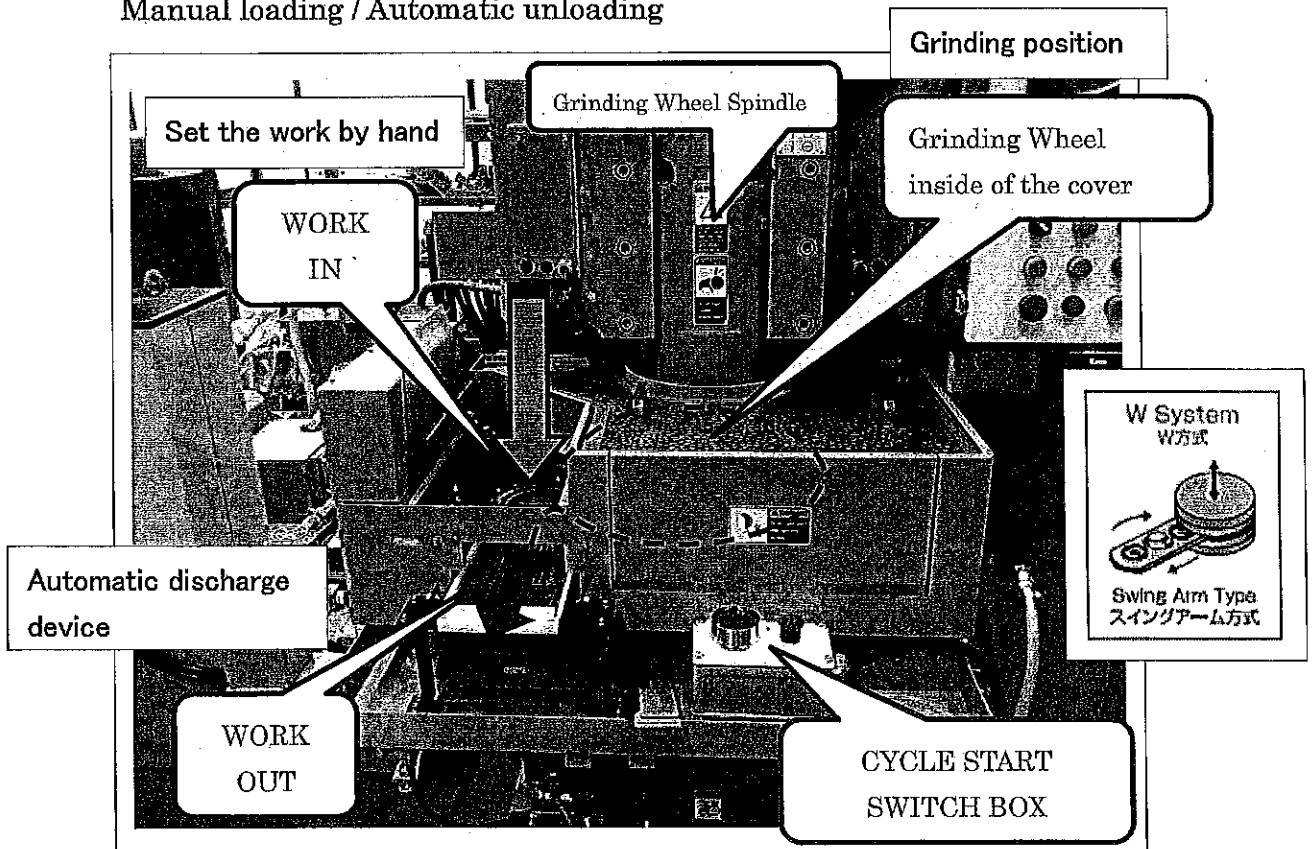 Manual loading / Automatic unloading
Grinding position
Grinding Wheel Spindle
Set the work by hand
Grinding Wheel
inside of the cover
WORK
IN
W System
W方式
Swing Arm Type
スイングアーム方式
Automatic discharge
device
WORK
OUT
CYCLE START
SWITCH BOX